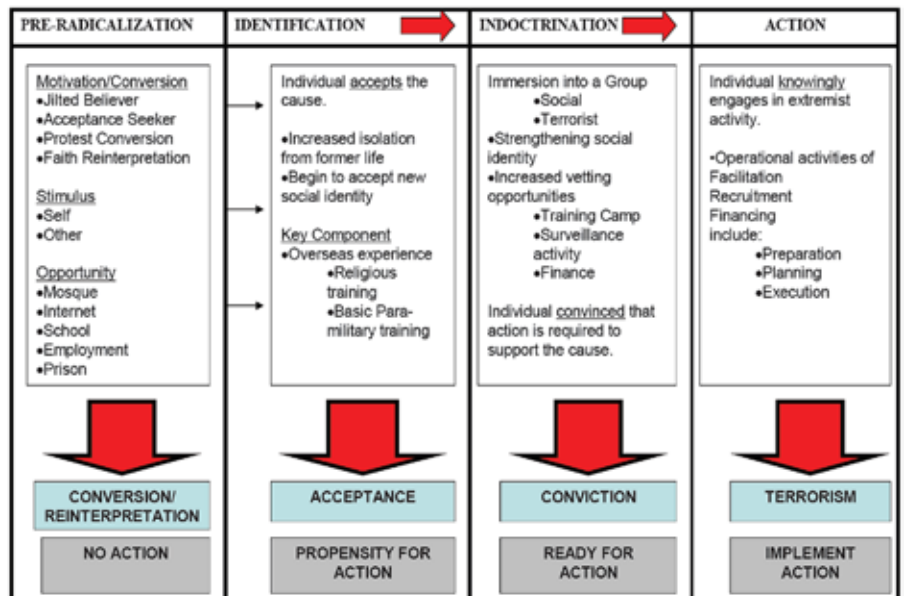 PRE-RADICALIZATION
IDENTIFICATION
INDOCTRINATION
ACTION
Motivation/Conversion
•Jilted Believer
•Acceptance Seeker
•Protest Conversion
•Faith Reinterpretation
Stimulus
•Self
•Other
Opportunity
•Mosque
•Internet
•School
•Employment
•Prison
Individual accepts the
cause.
•Increased isolation
from former life
•Begin to accept new
social identity
Key Component
•Overseas experience
•Religious
training
•Basic Para-
military training
Immersion into a Group
•Social
•Terrorist
•Strengthening social
identity
•Increased vetting
opportunities
•Training Camp
•Surveillance
activity
•Finance
Individual convinced that
action is required to
support the cause.
Individual knowingly
engages in extremist
activity.
•Operational activities of
Facilitation
Recruitment
Financing
include:
•Preparation
•Planning
•Execution
CONVERSION/
REINTERPRETATION
ACCEPTANCE
CONVICTION
TERRORISM
NO ACTION
PROPENSITY FOR
ACTION
READY FOR
ACTION
IMPLEMENT
ACTION